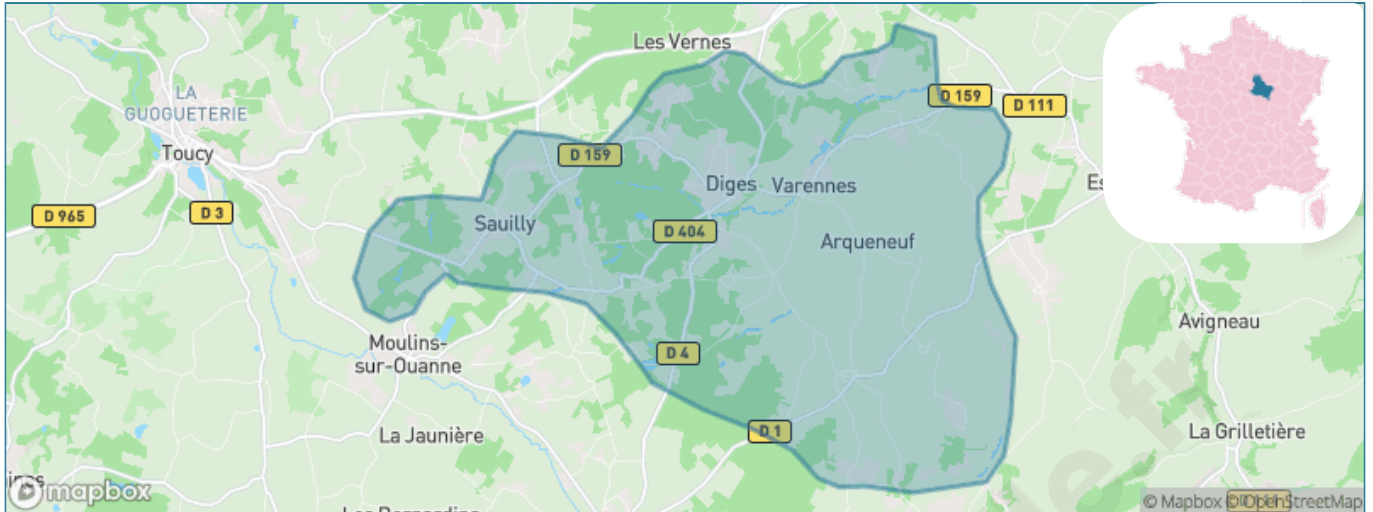 Les Vernes
LA
GUOGUETERIE
Toucy
D 965
D 3
D 159
D 159
D 111
Diges
Varennes
Sauilly
D 404
Arqueneuf
Moulins-
sur-Ouanne
D 4
Avigneau
D 1
La Jaunière
La Grilletière
mapbox
© Mapbox © OpenStreetMap